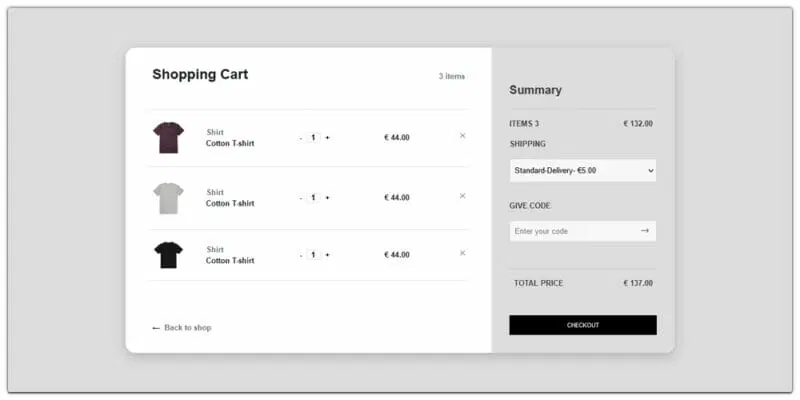 Shopping Cart
3 items
Shirt
Cotton T-shirt
- 1 +
€ 44.00
×
Shirt
Cotton T-shirt
- 1 +
€ 44.00
×
Shirt
Cotton T-shirt
- 1 +
€ 44.00
×
← Back to shop
Summary
ITEMS 3 € 132.00
SHIPPING
Standard-Delivery- €5.00
GIVE CODE
Enter your code →
TOTAL PRICE € 137.00
CHECKOUT